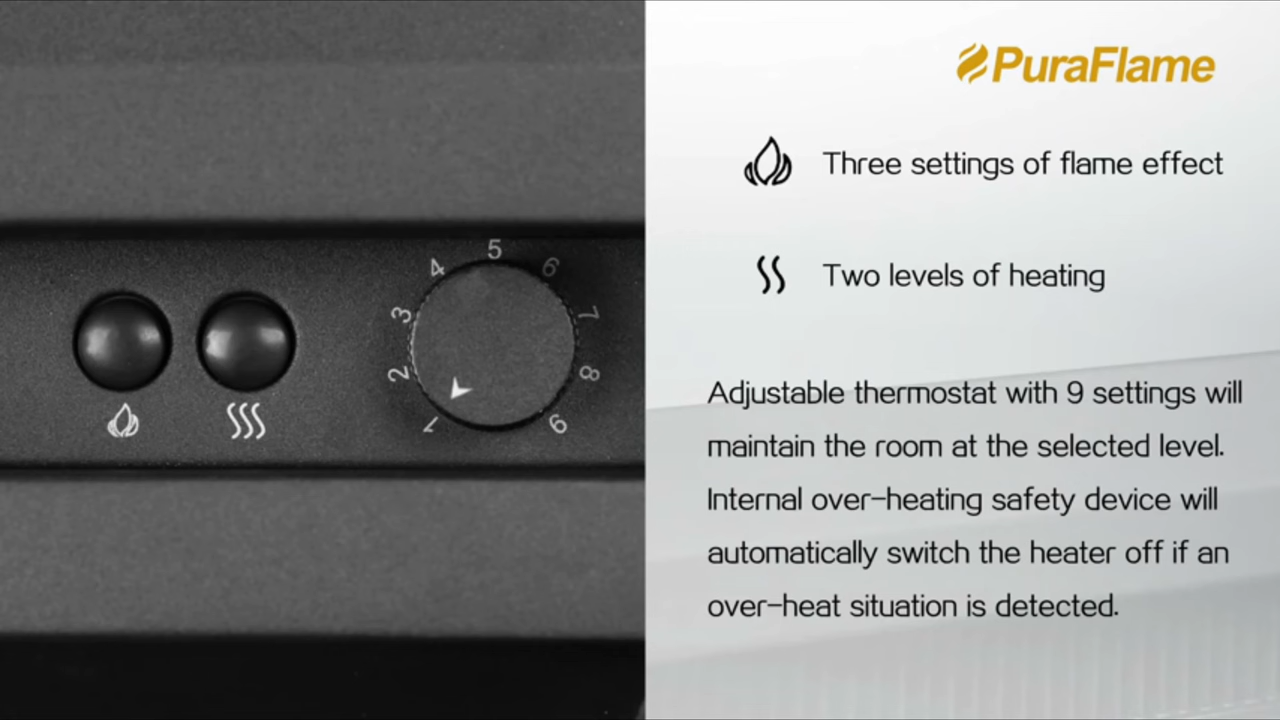 PuraFlame
Three settings of flame effect
Two levels of heating
Adjustable thermostat with 9 settings will
maintain the room at the selected level.
Internal over-heating safety device will
automatically switch the heater off if an
over-heat situation is detected.
1
2
3
4
5
6
7
8
9